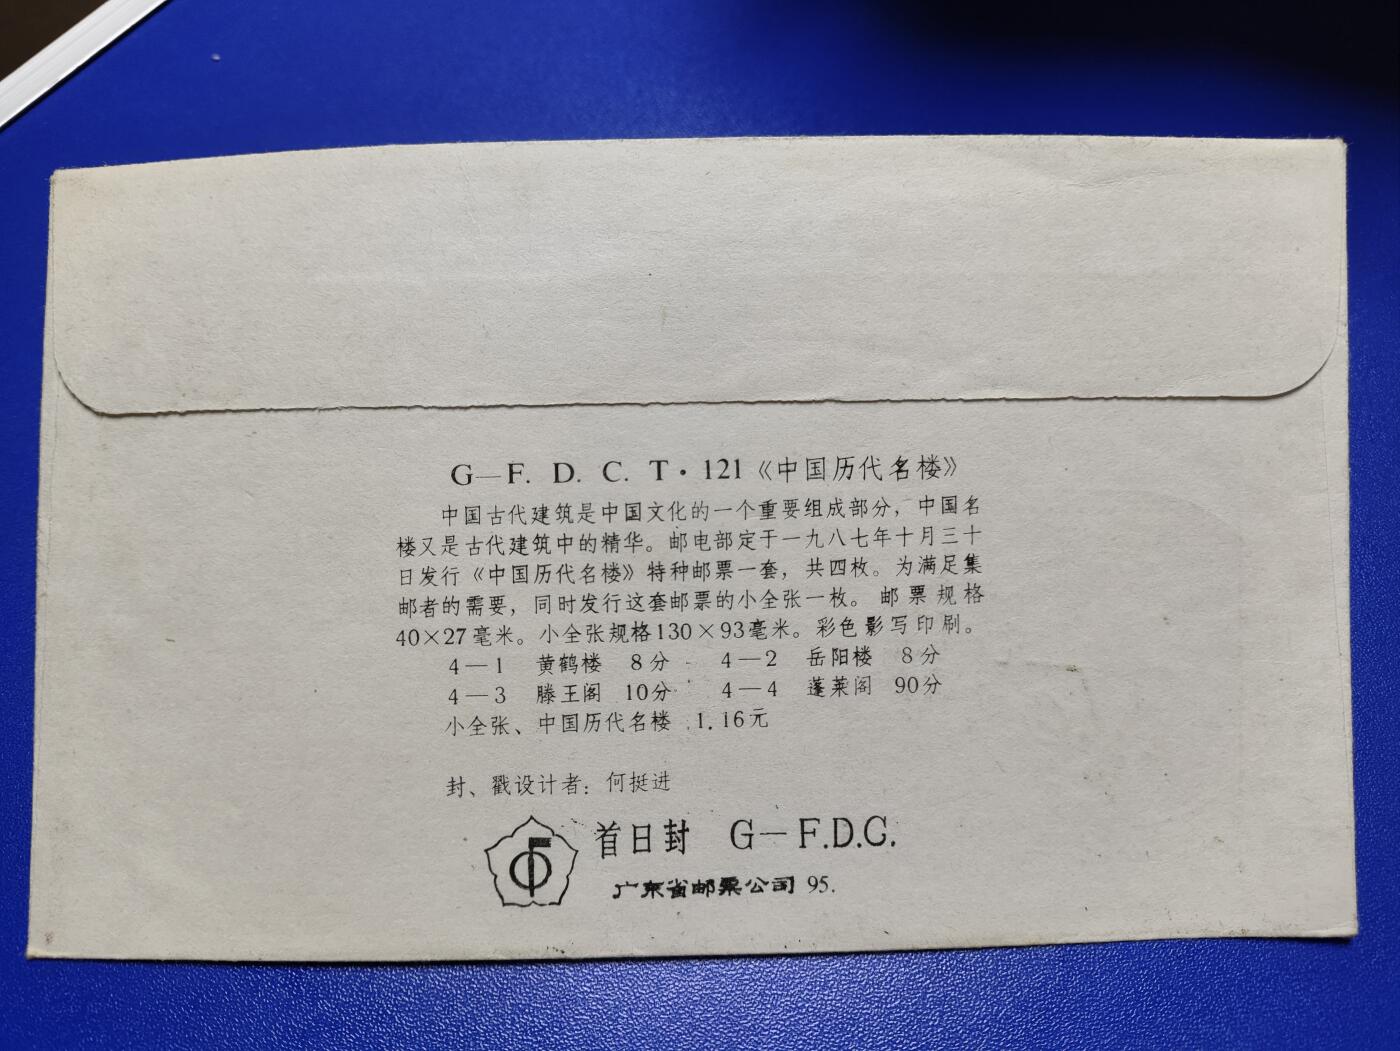 G—F. D. C. T·121《中国历代名楼》
中国古代建筑是中国文化的一个重要组成部分，中国名
楼又是古代建筑中的精华。邮电部定于一九八七年十月三十
日发行《中国历代名楼》特种邮票一套，共四枚。为满足集
邮者的需要，同时发行这套邮票的小全张一枚。邮票规格
40×27毫米。小全张规格130×93毫米。彩色影写印刷。
4—1 黄鹤楼 8分 4—2 岳阳楼 8分
4—3 滕王阁 10分 4—4 蓬莱阁 90分
小全张、中国历代名楼 1.16元
封、戳设计者：何挺进
首日封 G—F.D.C.
广东省邮票公司 95.